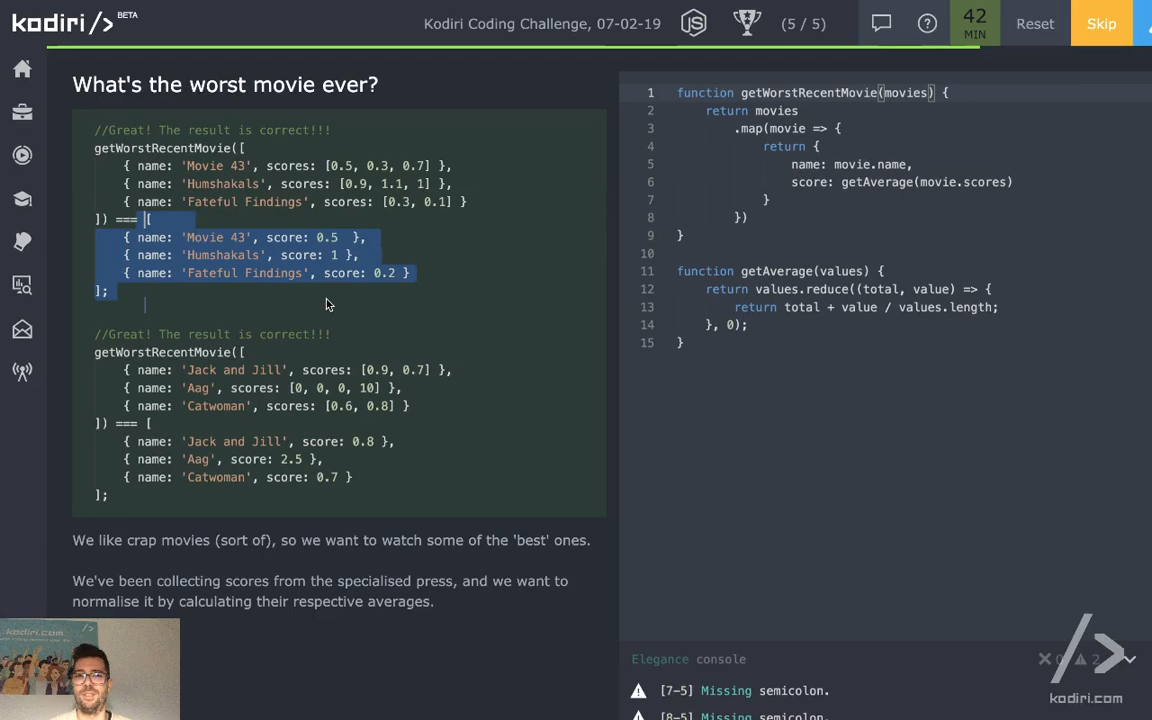 kodiri/> BETA
Kodiri Coding Challenge, 07-02-19
JS
(5 / 5)
42
MIN
Reset
Skip
What's the worst movie ever?
//Great! The result is correct!!!
getWorstRecentMovie([
{ name: 'Movie 43', scores: [0.5, 0.3, 0.7] },
{ name: 'Humshakals', scores: [0.9, 1.1, 1] },
{ name: 'Fateful Findings', scores: [0.3, 0.1] }
]) === [
{ name: 'Movie 43', score: 0.5  },
{ name: 'Humshakals', score: 1 },
{ name: 'Fateful Findings', score: 0.2 }
];
//Great! The result is correct!!!
getWorstRecentMovie([
{ name: 'Jack and Jill', scores: [0.9, 0.7] },
{ name: 'Aag', scores: [0, 0, 0, 10] },
{ name: 'Catwoman', scores: [0.6, 0.8] }
]) === [
{ name: 'Jack and Jill', score: 0.8 },
{ name: 'Aag', score: 2.5 },
{ name: 'Catwoman', score: 0.7 }
];
We like crap movies (sort of), so we want to watch some of the 'best' ones.
We've been collecting scores from the specialised press, and we want to
normalise it by calculating their respective averages.
kodiri.com </>
1 function getWorstRecentMovie(movies) {
2 return movies
3 .map(movie => {
4 return {
5 name: movie.name,
6 score: getAverage(movie.scores)
7 }
8 })
9 }
10
11 function getAverage(values) {
12 return values.reduce((total, value) => {
13 return total + value / values.length;
14 }, 0);
15 }
Elegance console
0
2
[7-5] Missing semicolon.
[8-5] Missing semicolon.
/>
kodiri.com